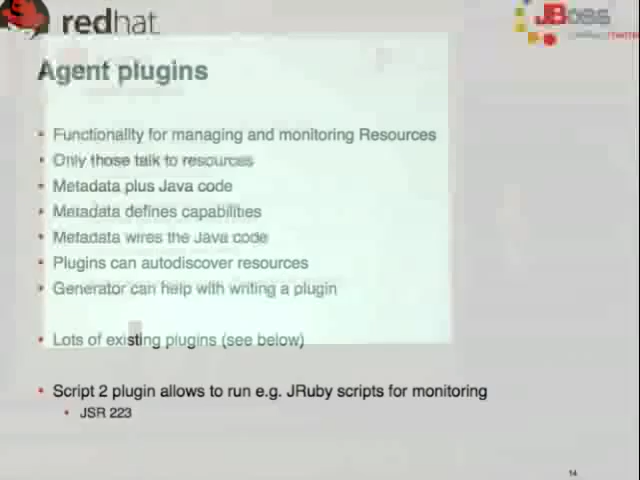 redhat
JBoss
Agent plugins
Functionality for managing and monitoring Resources
Only those talk to resources
Metadata plus Java code
Metadata defines capabilities
Metadata wires the Java code
Plugins can autodiscover resources
Generator can help with writing a plugin
Lots of existing plugins (see below)
Script 2 plugin allows to run e.g. JRuby scripts for monitoring
JSR 223
14